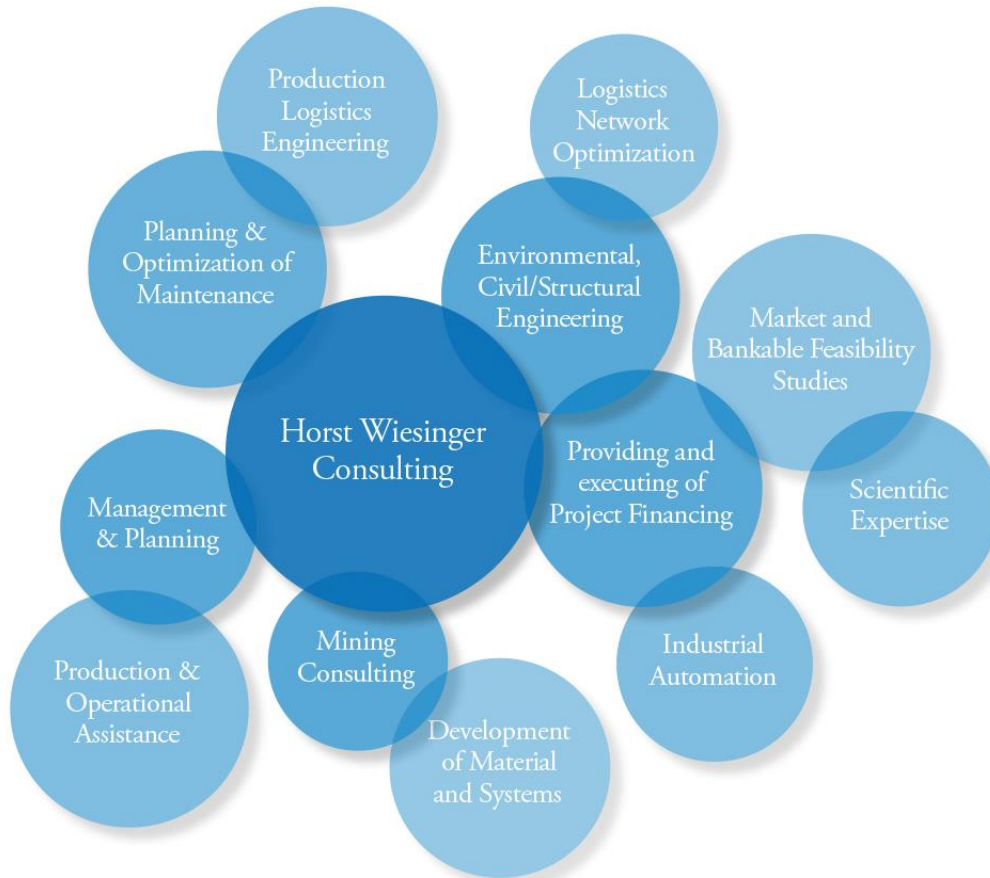 Production
Logistics
Engineering
Logistics
Network
Optimization
Planning &
Optimization of
Maintenance
Environmental,
Civil/Structural
Engineering
Market and
Bankable Feasibility
Studies
Horst Wiesinger
Consulting
Providing and
executing of
Project Financing
Scientific
Expertise
Management
& Planning
Mining
Consulting
Industrial
Automation
Production &
Operational
Assistance
Development
of Material
and Systems